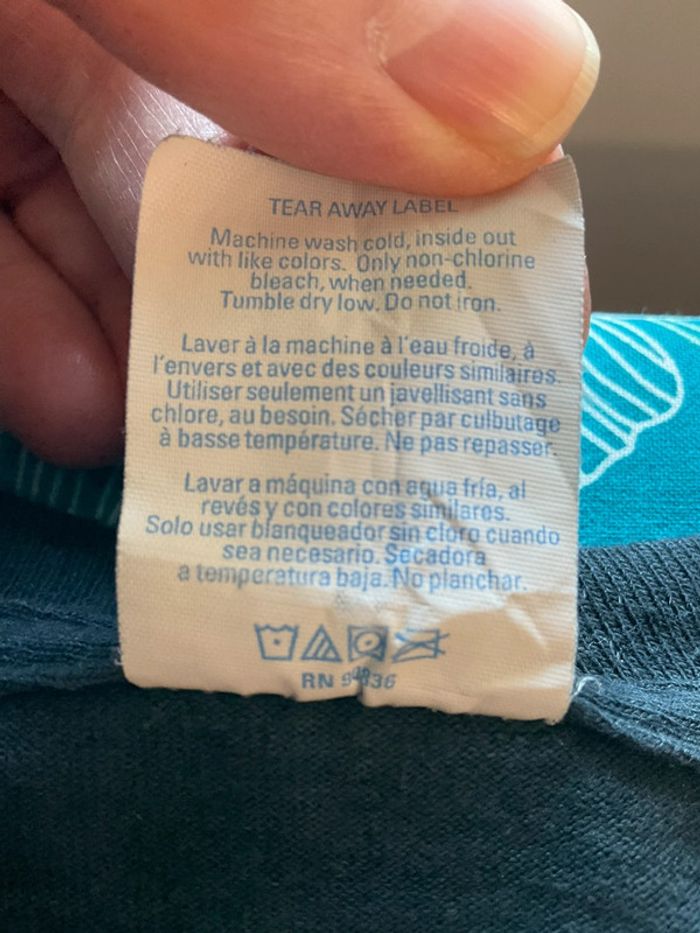 TEAR AWAY LABEL
Machine wash cold, inside out
with like colors. Only non-chlorine
bleach, when needed.
Tumble dry low. Do not iron.
Laver à la machine à l'eau froide, à
l'envers et avec des couleurs similaires.
Utiliser seulement un javellisant sans
chlore, au besoin. Sécher par culbutage
à basse température. Ne pas repasser.
Lavar a máquina con agua fría, al
revés y con colores similares.
Solo usar blanqueador sin cloro cuando
sea necesario. Secadora
a temperatura baja. No planchar.
RN